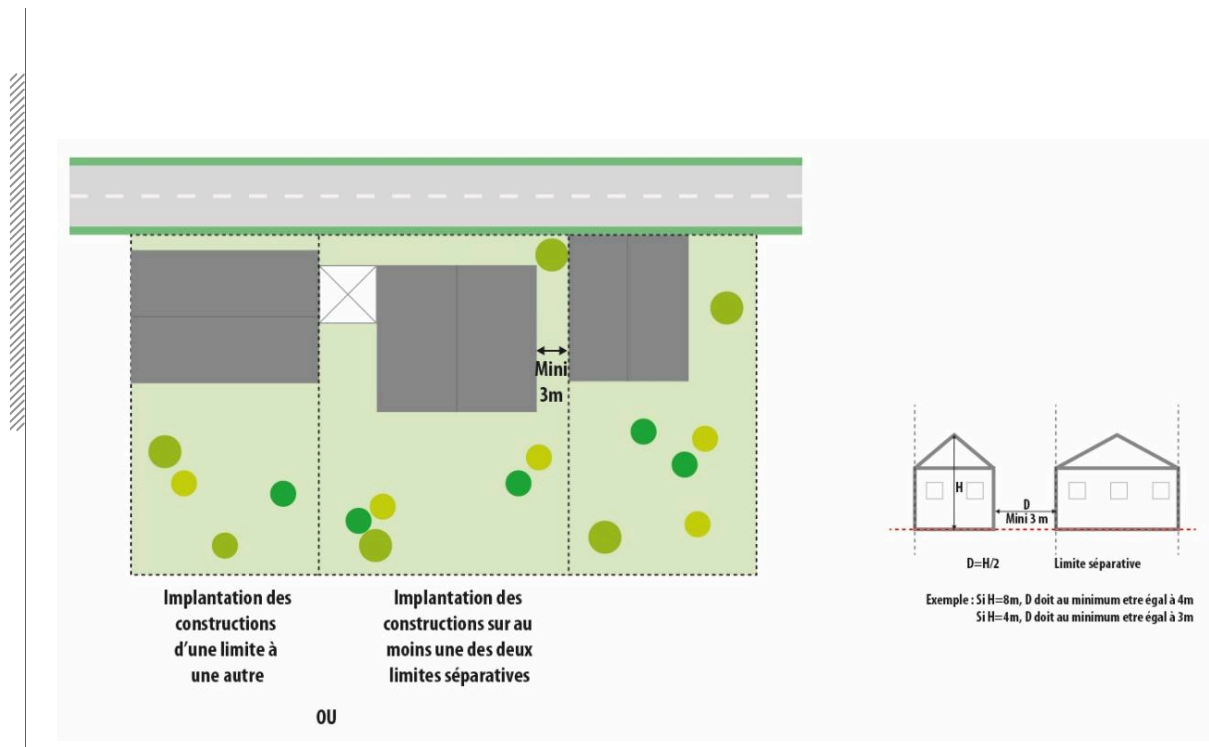 Mini
3m
H
D
Mini 3 m
D=H/2
Limite séparative
Exemple : Si H=8m, D doit au minimum etre égal à 4m
Si H=4m, D doit au minimum etre égal à 3m
Implantation des
constructions
d'une limite à
une autre
Implantation des
constructions sur au
moins une des deux
limites séparatives
OU